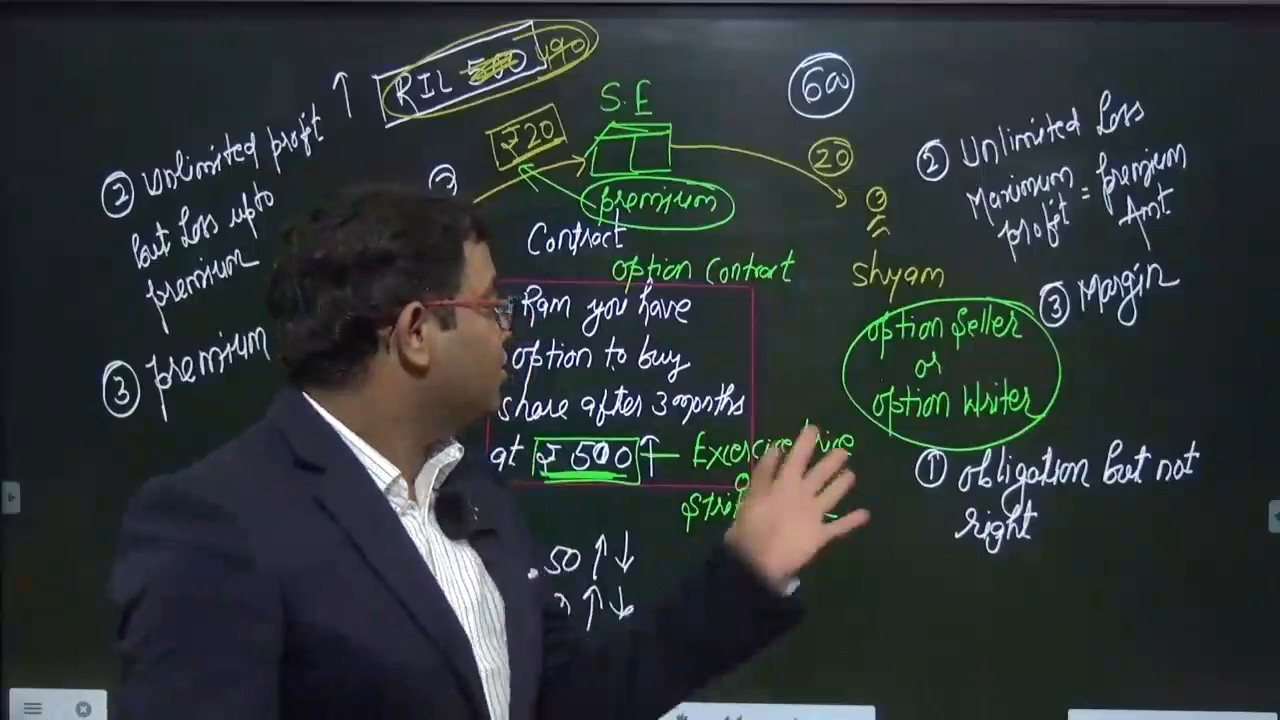 RIL 500 490
S.E
600
₹20
20
② Unlimited profit ↑
but Loss upto
premium
③ premium
premium
Contract
option Contract
Ram you have
option to buy
share after 3 months
at ₹ 500 ↑
Shyam
option Seller
or
option Writer
② Unlimited Loss
Maximum profit = premium Amt
③ Margin
① obligation but not
right
50 ↑↓
↑↓